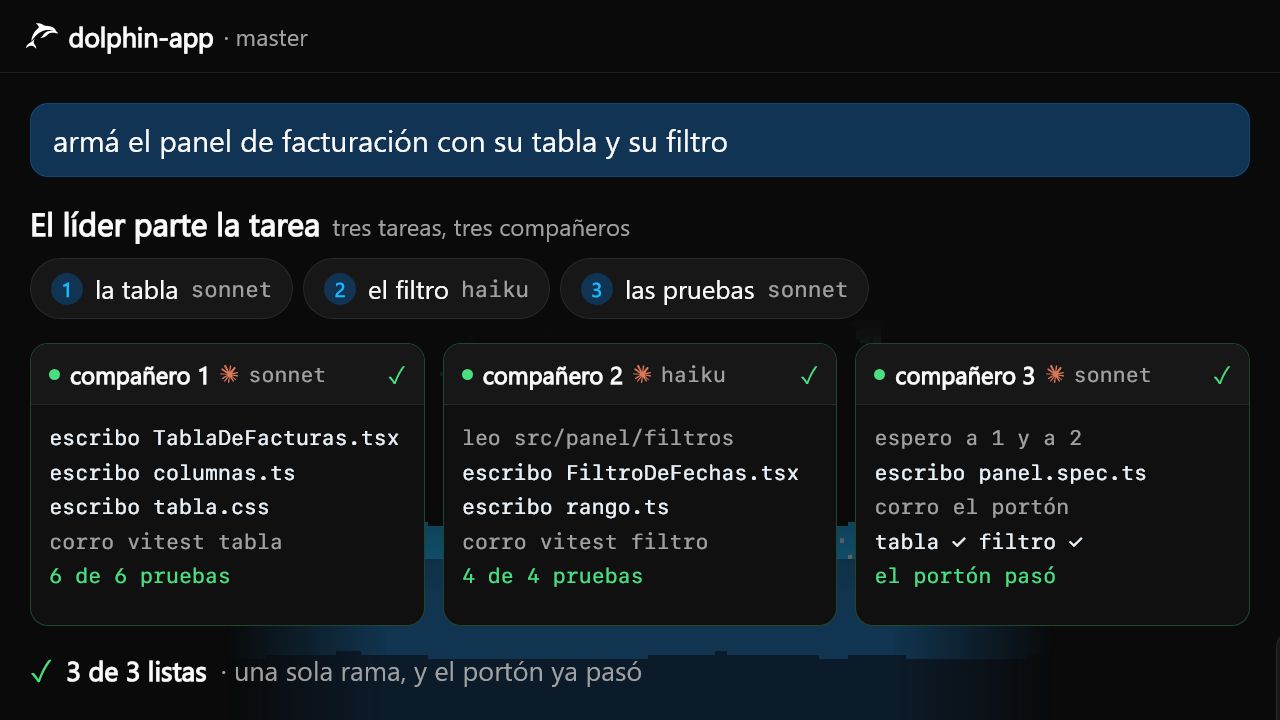 dolphin-app · master
armá el panel de facturación con su tabla y su filtro
El líder parte la tarea tres tareas, tres compañeros
1 la tabla sonnet 2 el filtro haiku 3 las pruebas sonnet
compañero 1 sonnet ✓
escribo TablaDeFacturas.tsx
escribo columnas.ts
escribo tabla.css
corro vitest tabla
6 de 6 pruebas
compañero 2 haiku ✓
leo src/panel/filtros
escribo FiltroDeFechas.tsx
escribo rango.ts
corro vitest filtro
4 de 4 pruebas
compañero 3 sonnet ✓
espero a 1 y a 2
escribo panel.spec.ts
corro el portón
tabla ✓ filtro ✓
el portón pasó
✓ 3 de 3 listas · una sola rama, y el portón ya pasó